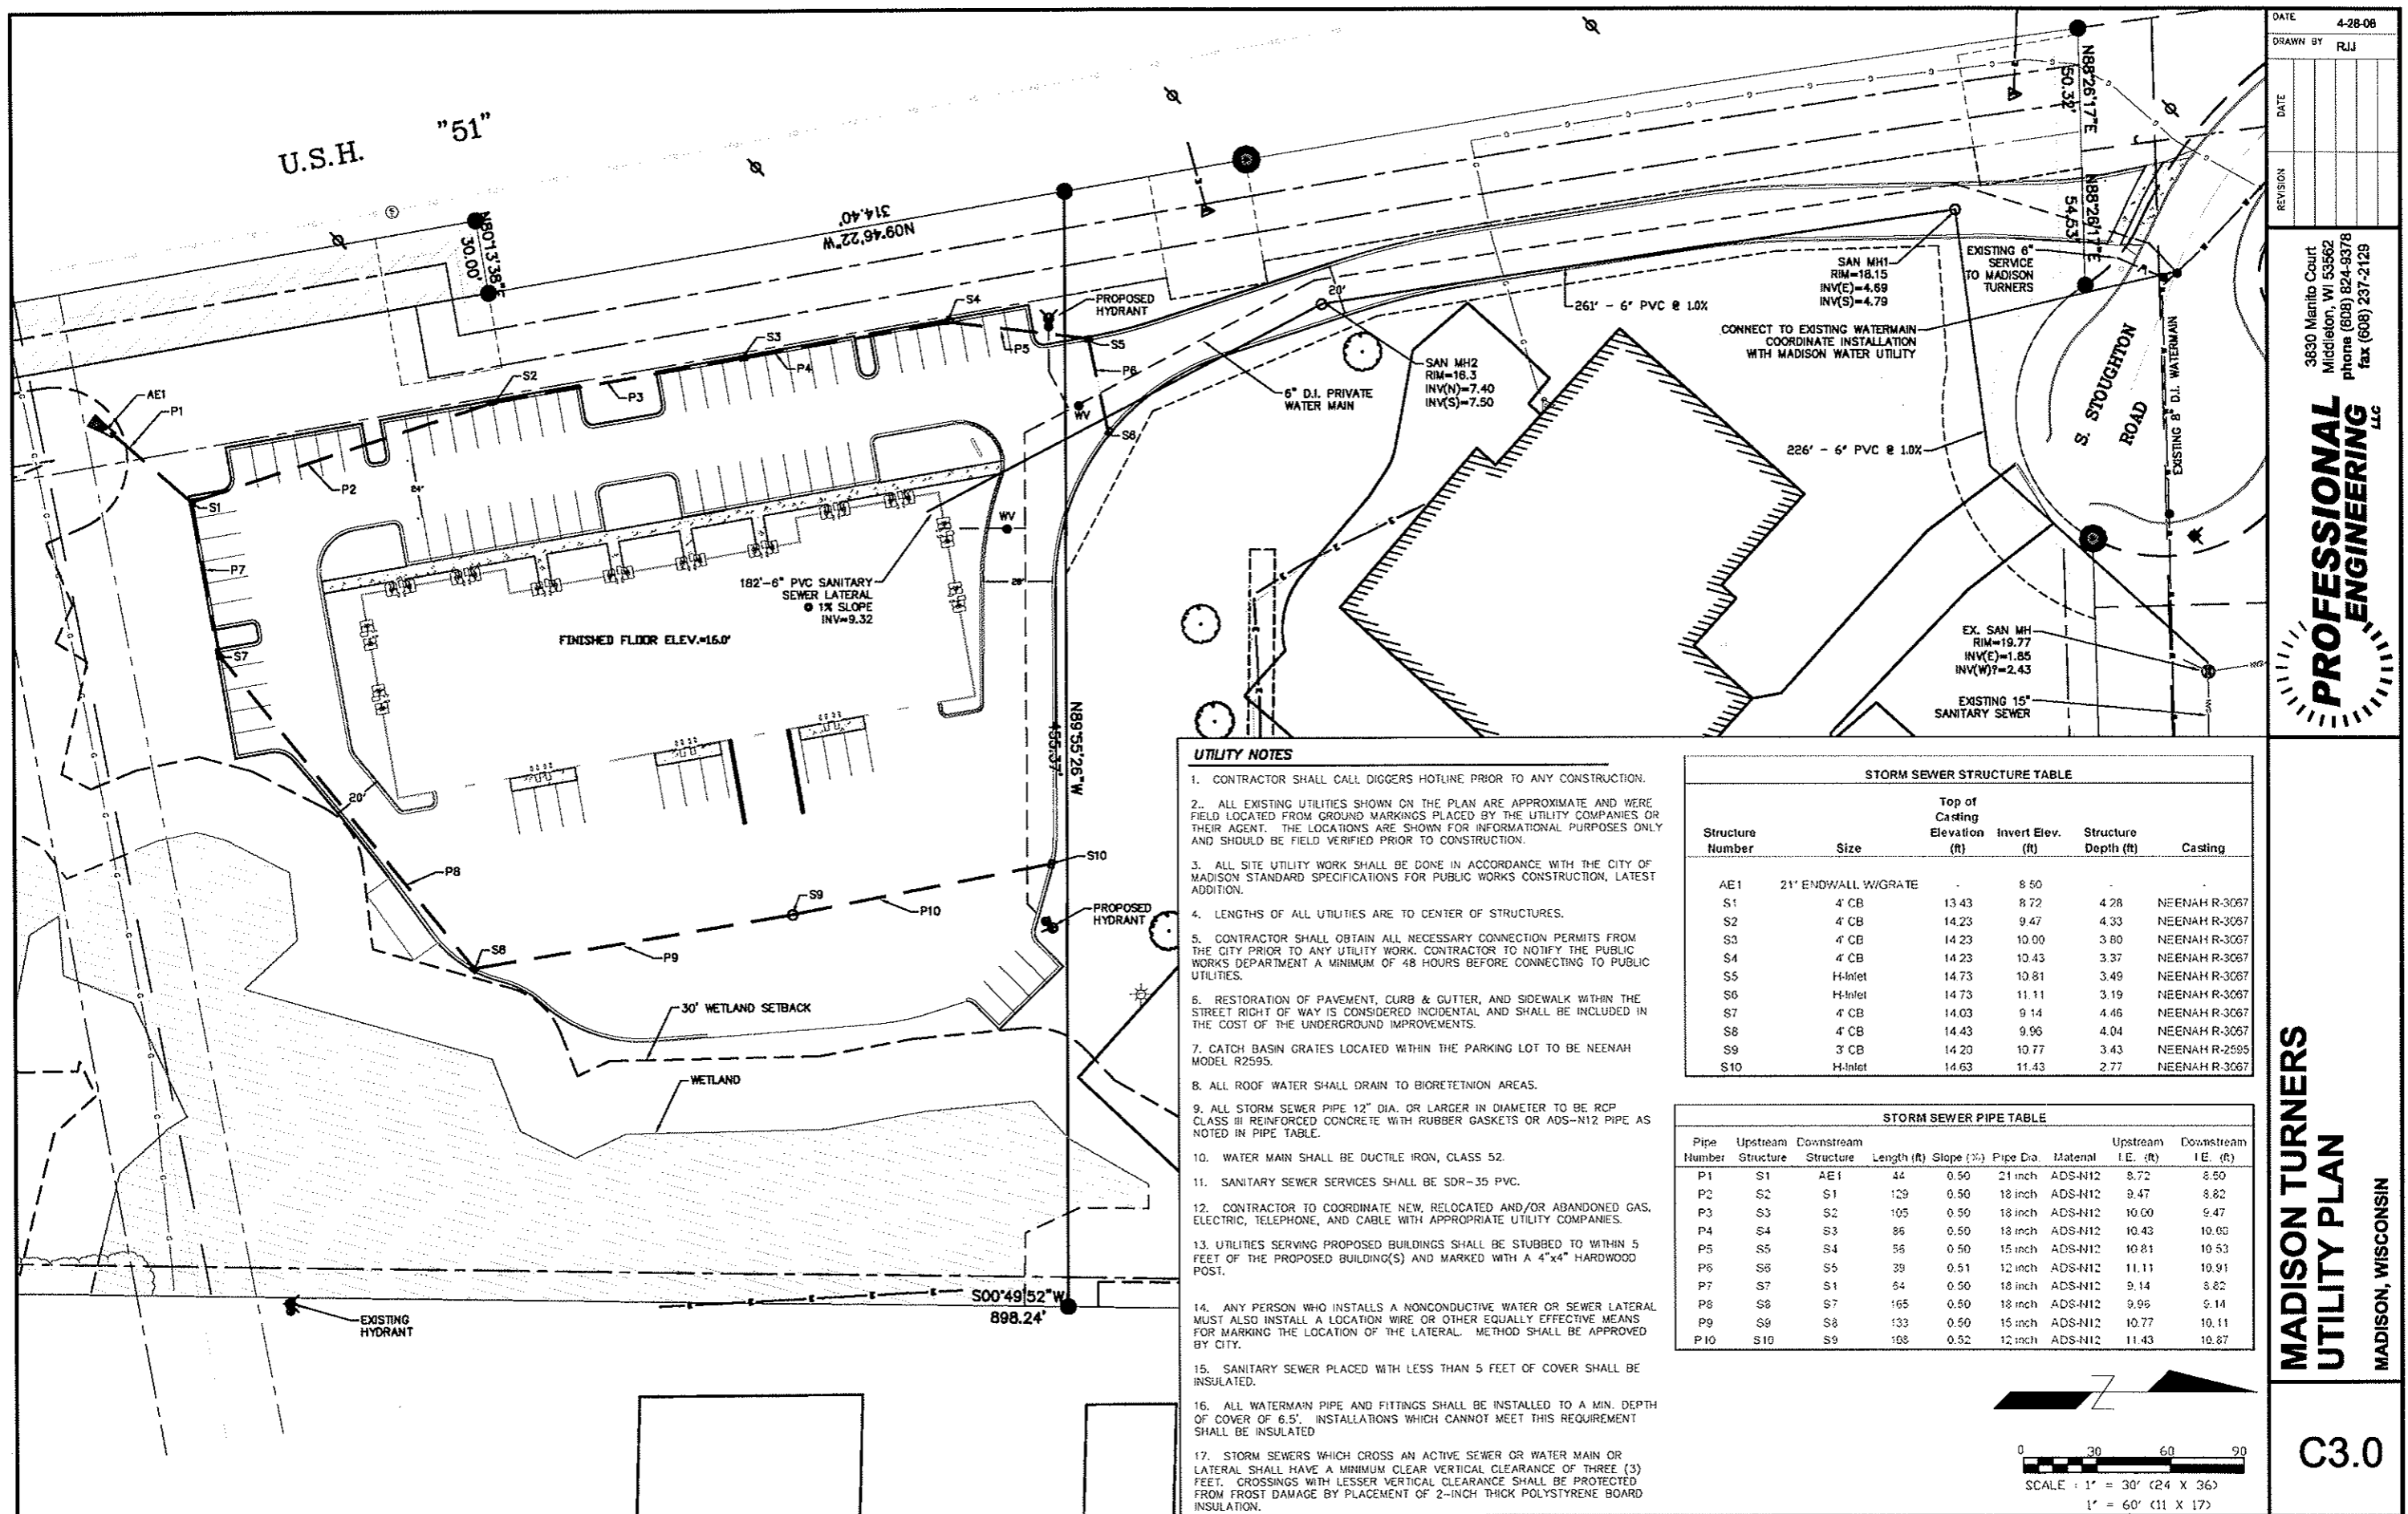 U.S.H. "51"
N80°13'38"E
30.00'
N09°46'22"W
314.40'
N88°26'17"E
50.32'
N88°26'17"E
54.53'
AE1
P1
S1
P2
S2
P3
S3
P4
S4
P5
PROPOSED
HYDRANT
S5
P6
WV
S6
24'
20'
SAN MH1
RIM=18.15
INV(E)=4.69
INV(S)=4.79
EXISTING 6"
SERVICE
TO MADISON
TURNERS
261' - 6" PVC @ 1.0%
CONNECT TO EXISTING WATERMAIN
COORDINATE INSTALLATION
WITH MADISON WATER UTILITY
SAN MH2
RIM=16.3
INV(N)=7.40
INV(S)=7.50
6" D.I. PRIVATE
WATER MAIN
226' - 6" PVC @ 1.0%
S. STOUGHTON
ROAD
EXISTING 8" D.I. WATERMAIN
P7
S7
WV
182'-6" PVC SANITARY
SEWER LATERAL
@ 1% SLOPE
INV=9.32
FINISHED FLOOR ELEV.=16.0'
EX. SAN MH
RIM=19.77
INV(E)=1.85
INV(W)?=2.43
EXISTING 15"
SANITARY SEWER
N89°55'26"W
455.37'
20'
P8
S8
P9
S9
P10
S10
PROPOSED
HYDRANT
30' WETLAND SETBACK
WETLAND
S00°49'52"W
898.24'
EXISTING
HYDRANT
UTILITY NOTES
1. CONTRACTOR SHALL CALL DIGGERS HOTLINE PRIOR TO ANY CONSTRUCTION.
2.. ALL EXISTING UTILITIES SHOWN ON THE PLAN ARE APPROXIMATE AND WERE
FIELD LOCATED FROM GROUND MARKINGS PLACED BY THE UTILITY COMPANIES OR
THEIR AGENT. THE LOCATIONS ARE SHOWN FOR INFORMATIONAL PURPOSES ONLY
AND SHOULD BE FIELD VERIFIED PRIOR TO CONSTRUCTION.
3. ALL SITE UTILITY WORK SHALL BE DONE IN ACCORDANCE WITH THE CITY OF
MADISON STANDARD SPECIFICATIONS FOR PUBLIC WORKS CONSTRUCTION, LATEST
ADDITION.
4. LENGTHS OF ALL UTILITIES ARE TO CENTER OF STRUCTURES.
5. CONTRACTOR SHALL OBTAIN ALL NECESSARY CONNECTION PERMITS FROM
THE CITY PRIOR TO ANY UTILITY WORK. CONTRACTOR TO NOTIFY THE PUBLIC
WORKS DEPARTMENT A MINIMUM OF 48 HOURS BEFORE CONNECTING TO PUBLIC
UTILITIES.
6. RESTORATION OF PAVEMENT, CURB & GUTTER, AND SIDEWALK WITHIN THE
STREET RIGHT OF WAY IS CONSIDERED INCIDENTAL AND SHALL BE INCLUDED IN
THE COST OF THE UNDERGROUND IMPROVEMENTS.
7. CATCH BASIN GRATES LOCATED WITHIN THE PARKING LOT TO BE NEENAH
MODEL R2595.
8. ALL ROOF WATER SHALL DRAIN TO BIORETETNION AREAS.
9. ALL STORM SEWER PIPE 12" DIA. OR LARGER IN DIAMETER TO BE RCP
CLASS III REINFORCED CONCRETE WITH RUBBER GASKETS OR ADS-N12 PIPE AS
NOTED IN PIPE TABLE.
10. WATER MAIN SHALL BE DUCTILE IRON, CLASS 52.
11. SANITARY SEWER SERVICES SHALL BE SDR-35 PVC.
12. CONTRACTOR TO COORDINATE NEW, RELOCATED AND/OR ABANDONED GAS,
ELECTRIC, TELEPHONE, AND CABLE WITH APPROPRIATE UTILITY COMPANIES.
13. UTILITIES SERVING PROPOSED BUILDINGS SHALL BE STUBBED TO WITHIN 5
FEET OF THE PROPOSED BUILDING(S) AND MARKED WITH A 4"x4" HARDWOOD
POST.
14. ANY PERSON WHO INSTALLS A NONCONDUCTIVE WATER OR SEWER LATERAL
MUST ALSO INSTALL A LOCATION WIRE OR OTHER EQUALLY EFFECTIVE MEANS
FOR MARKING THE LOCATION OF THE LATERAL. METHOD SHALL BE APPROVED
BY CITY.
15. SANITARY SEWER PLACED WITH LESS THAN 5 FEET OF COVER SHALL BE
INSULATED.
16. ALL WATERMAIN PIPE AND FITTINGS SHALL BE INSTALLED TO A MIN. DEPTH
OF COVER OF 6.5'. INSTALLATIONS WHICH CANNOT MEET THIS REQUIREMENT
SHALL BE INSULATED
17. STORM SEWERS WHICH CROSS AN ACTIVE SEWER OR WATER MAIN OR
LATERAL SHALL HAVE A MINIMUM CLEAR VERTICAL CLEARANCE OF THREE (3)
FEET. CROSSINGS WITH LESSER VERTICAL CLEARANCE SHALL BE PROTECTED
FROM FROST DAMAGE BY PLACEMENT OF 2-INCH THICK POLYSTYRENE BOARD
INSULATION.
STORM SEWER STRUCTURE TABLE
Structure Number Size Top of Casting Elevation (ft) Invert Elev. (ft) Structure Depth (ft) Casting
AE1 21" ENDWALL W/GRATE - 8.50 - -
S1 4' CB 13.43 8.72 4.28 NEENAH R-3067
S2 4' CB 14.23 9.47 4.33 NEENAH R-3067
S3 4' CB 14.23 10.00 3.80 NEENAH R-3067
S4 4' CB 14.23 10.43 3.37 NEENAH R-3067
S5 H-Inlet 14.73 10.81 3.49 NEENAH R-3067
S6 H-Inlet 14.73 11.11 3.19 NEENAH R-3067
S7 4' CB 14.03 9.14 4.46 NEENAH R-3067
S8 4' CB 14.43 9.96 4.04 NEENAH R-3067
S9 3' CB 14.20 10.77 3.43 NEENAH R-2595
S10 H-Inlet 14.63 11.43 2.77 NEENAH R-3067
STORM SEWER PIPE TABLE
Pipe Number Upstream Structure Downstream Structure Length (ft) Slope (%) Pipe Dia. Material Upstream I.E. (ft) Downstream I.E. (ft)
P1 S1 AE1 44 0.50 21 inch ADS-N12 8.72 8.50
P2 S2 S1 129 0.50 18 inch ADS-N12 9.47 8.82
P3 S3 S2 105 0.50 18 inch ADS-N12 10.00 9.47
P4 S4 S3 86 0.50 18 inch ADS-N12 10.43 10.00
P5 S5 S4 56 0.50 15 inch ADS-N12 10.81 10.53
P6 S6 S5 39 0.51 12 inch ADS-N12 11.11 10.91
P7 S7 S1 64 0.50 18 inch ADS-N12 9.14 8.82
P8 S8 S7 165 0.50 18 inch ADS-N12 9.96 9.14
P9 S9 S8 133 0.50 15 inch ADS-N12 10.77 10.11
P10 S10 S9 108 0.52 12 inch ADS-N12 11.43 10.87
0 30 60 90
SCALE : 1" = 30' (24 X 36)
1" = 60' (11 X 17)
DATE 4-28-08
DRAWN BY RJJ
DATE
REVISION
3830 Manito Court
Middleton, WI 53562
phone (608) 824-9378
fax (608) 237-2129
PROFESSIONAL
ENGINEERING
LLC
MADISON TURNERS
UTILITY PLAN
MADISON, WISCONSIN
C3.0